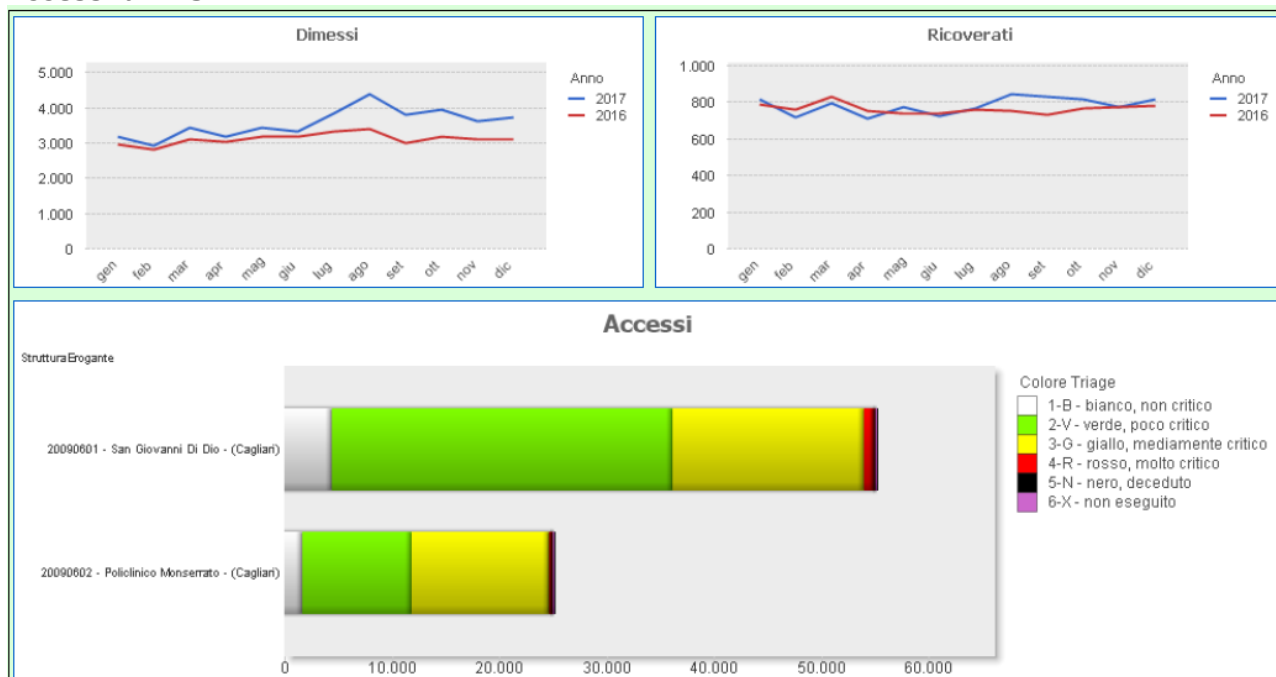 Dimessi
5.000
4.000
3.000
2.000
1.000
0
gen feb mar apr mag giu lug ago set ott nov dic
Anno
2017
2016
Ricoverati
1.000
800
600
400
200
0
gen feb mar apr mag giu lug ago set ott nov dic
Anno
2017
2016
Accessi
StrutturaErogante
20090601 - San Giovanni Di Dio - (Cagliari)
20090602 - Policlinico Monserrato - (Cagliari)
0 10.000 20.000 30.000 40.000 50.000 60.000
Colore Triage
1-B - bianco, non critico
2-V - verde, poco critico
3-G - giallo, mediamente critico
4-R - rosso, molto critico
5-N - nero, deceduto
6-X - non eseguito